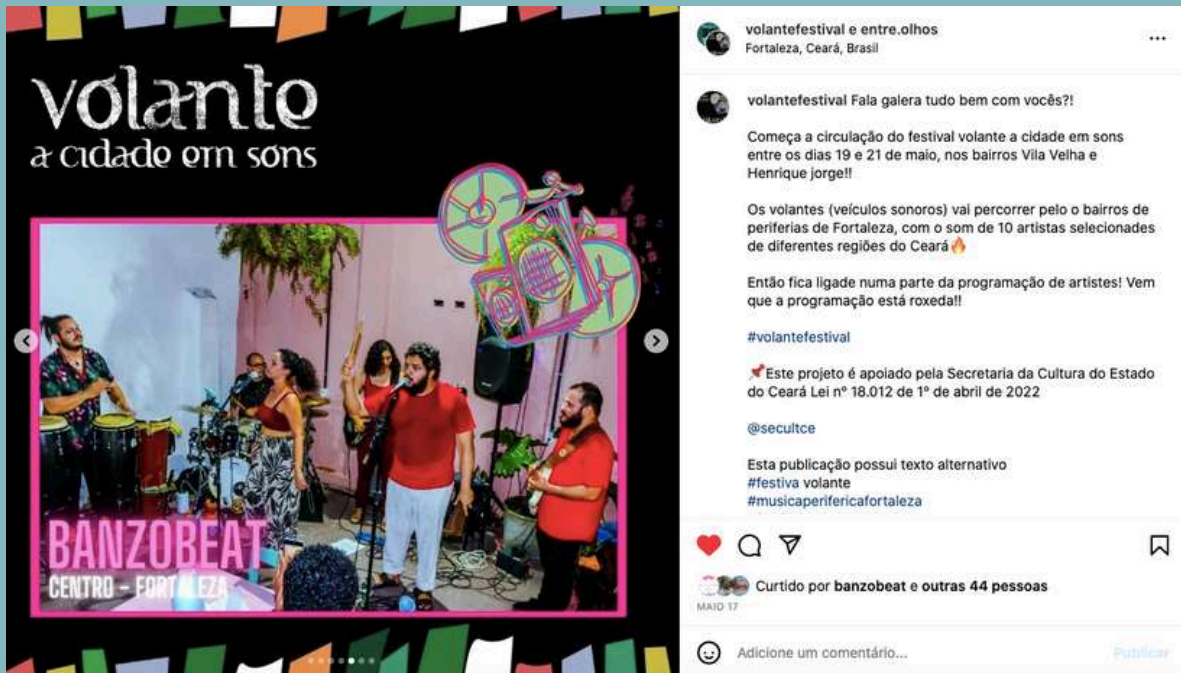 volante
a cidade em sons
BANZOBEAT
CENTRO - FORTALEZA
volantefestival e entre.olhos
Fortaleza, Ceará, Brasil
volantefestival Fala galera tudo bem com vocês?!
Começa a circulação do festival volante a cidade em sons
entre os dias 19 e 21 de maio, nos bairros Vila Velha e
Henrique jorge!!
Os volantes (veículos sonoros) vai percorrer pelo o bairros de
periferias de Fortaleza, com o som de 10 artistas selecionades
de diferentes regiões do Ceará🔥
Então fica ligade numa parte da programação de artistes! Vem
que a programação está roxeda!!
#volantefestival
📌Este projeto é apoiado pela Secretaria da Cultura do Estado
do Ceará Lei nº 18.012 de 1º de abril de 2022
@secultce
Esta publicação possui texto alternativo
#festiva volante
#musicaperifericafortaleza
Curtido por banzobeat e outras 44 pessoas
MAIO 17
Adicione um comentário...
Publicar